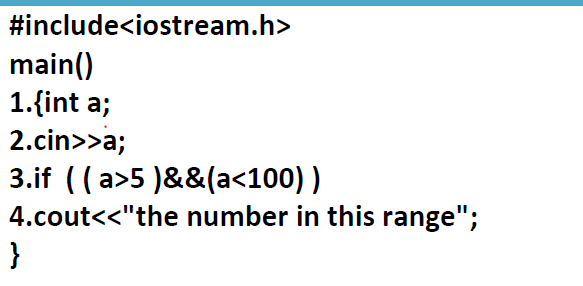 #include<iostream.h>
main()
1.{int a;
2.cin>>a;
3.if  ( ( a>5 )&&(a<100) )
4.cout<<"the number in this range";
}